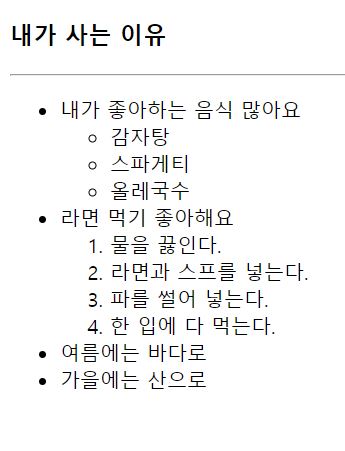 내가 사는 이유
내가 좋아하는 음식 많아요
감자탕
스파게티
올레국수
라면 먹기 좋아해요
1. 물을 끓인다.
2. 라면과 스프를 넣는다.
3. 파를 썰어 넣는다.
4. 한 입에 다 먹는다.
여름에는 바다로
가을에는 산으로